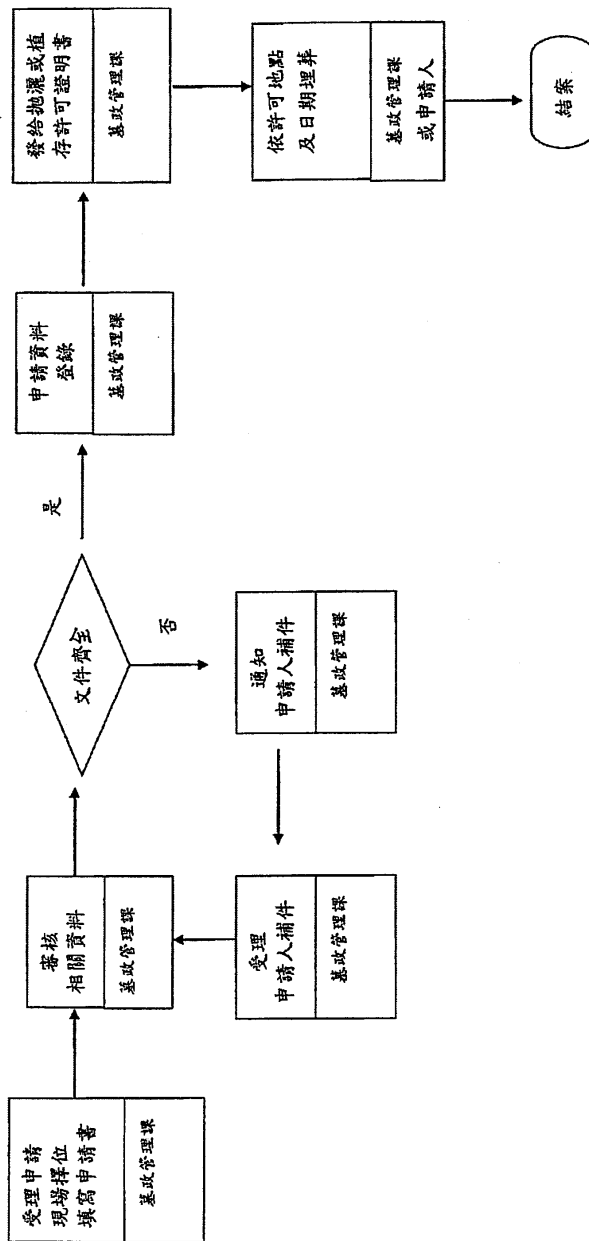 受理申請
現場擇位
填寫申請書
墓政管理課
審核
相關資料
墓政管理課
文件齊全
是
否
通知
申請人補件
墓政管理課
受理
申請人補件
墓政管理課
申請資料
登錄
墓政管理課
發给拋灑或植
存許可證明書
墓政管理課
依許可地點
及日期埋葬
墓政管理課
或申請人
結案